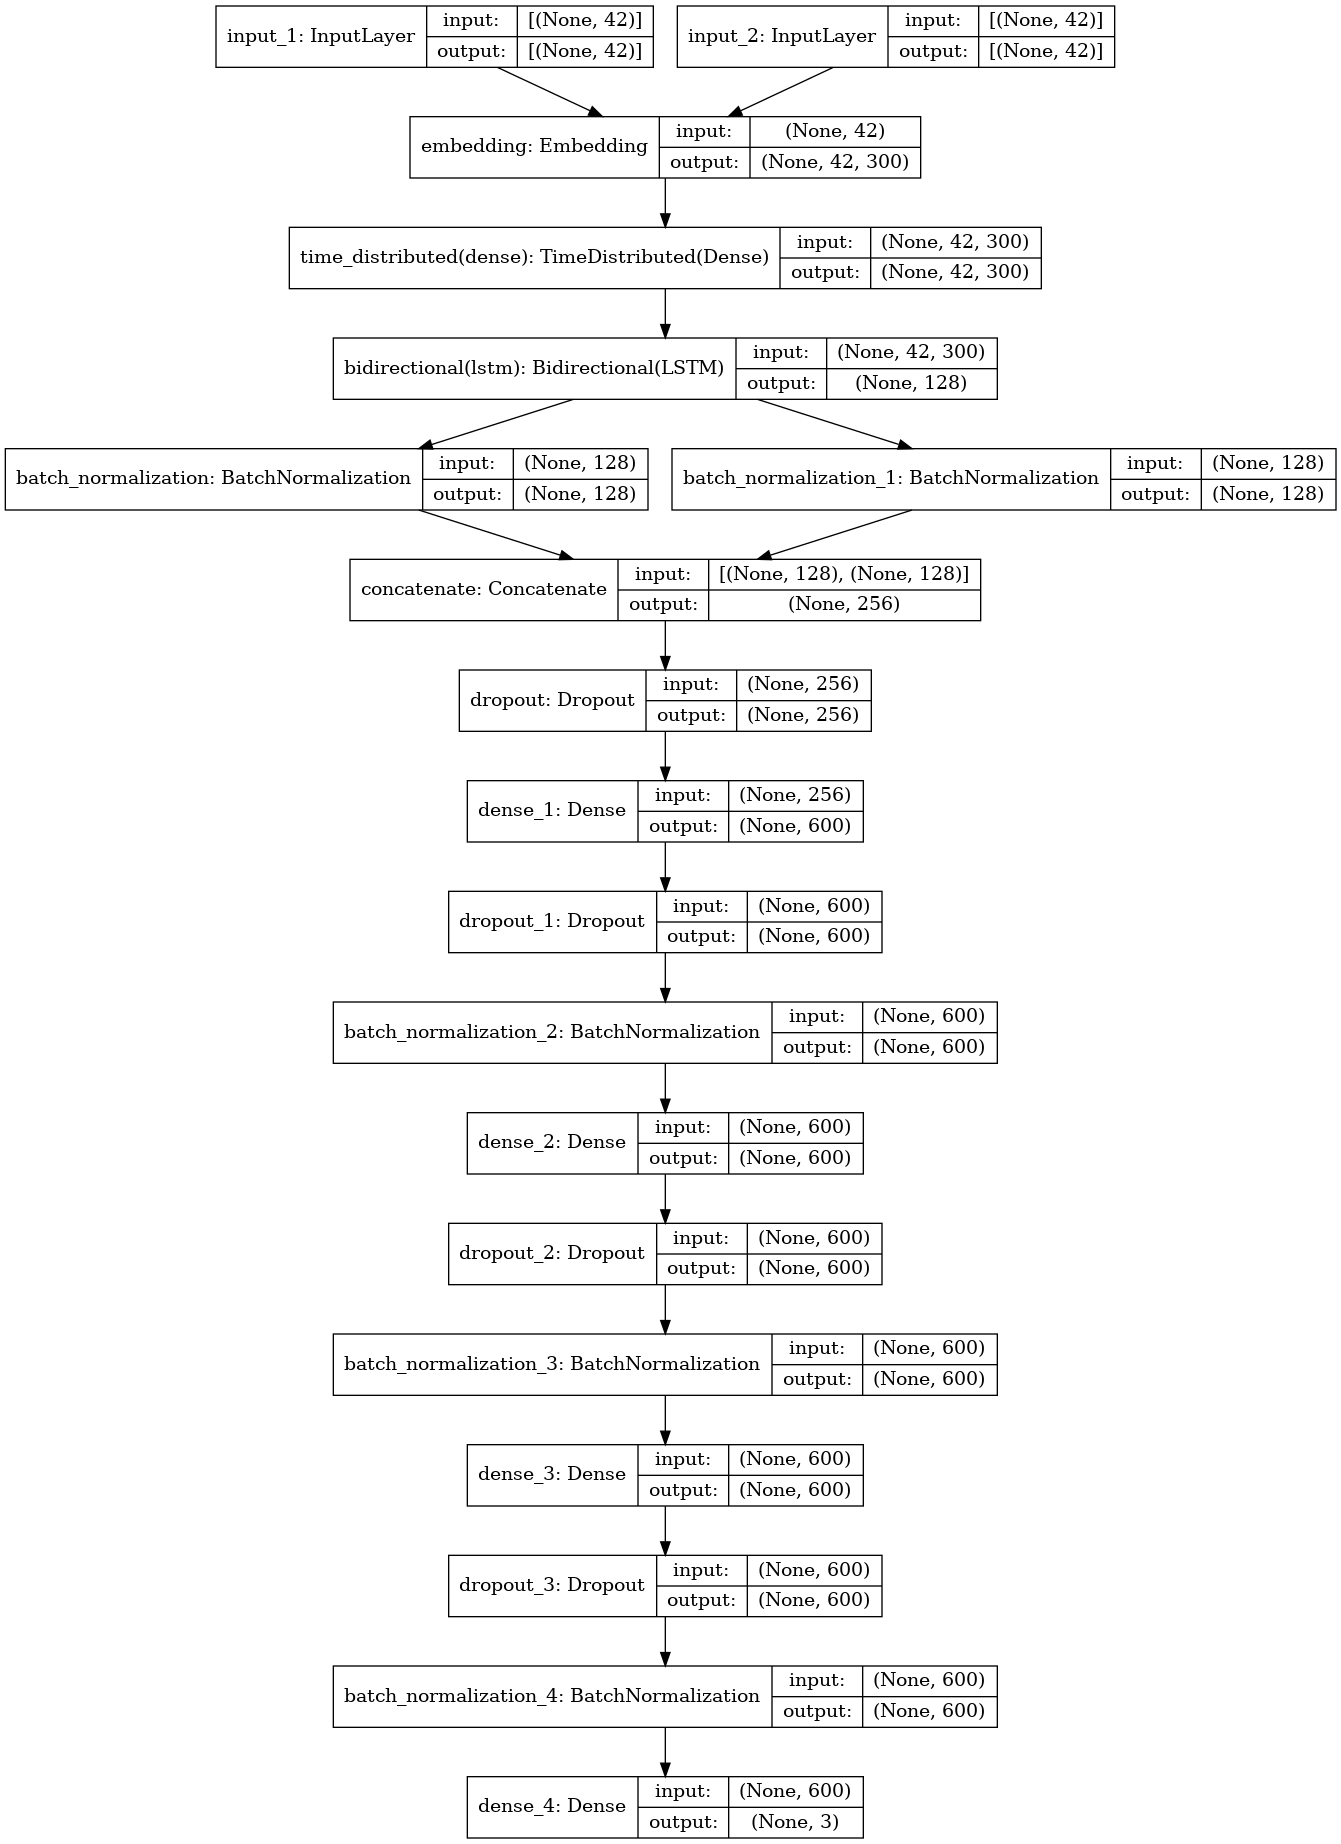 input_1: InputLayer
input: [(None, 42)]
output: [(None, 42)]
input_2: InputLayer
input: [(None, 42)]
output: [(None, 42)]
embedding: Embedding
input: (None, 42)
output: (None, 42, 300)
time_distributed(dense): TimeDistributed(Dense)
input: (None, 42, 300)
output: (None, 42, 300)
bidirectional(lstm): Bidirectional(LSTM)
input: (None, 42, 300)
output: (None, 128)
batch_normalization: BatchNormalization
input: (None, 128)
output: (None, 128)
batch_normalization_1: BatchNormalization
input: (None, 128)
output: (None, 128)
concatenate: Concatenate
input: [(None, 128), (None, 128)]
output: (None, 256)
dropout: Dropout
input: (None, 256)
output: (None, 256)
dense_1: Dense
input: (None, 256)
output: (None, 600)
dropout_1: Dropout
input: (None, 600)
output: (None, 600)
batch_normalization_2: BatchNormalization
input: (None, 600)
output: (None, 600)
dense_2: Dense
input: (None, 600)
output: (None, 600)
dropout_2: Dropout
input: (None, 600)
output: (None, 600)
batch_normalization_3: BatchNormalization
input: (None, 600)
output: (None, 600)
dense_3: Dense
input: (None, 600)
output: (None, 600)
dropout_3: Dropout
input: (None, 600)
output: (None, 600)
batch_normalization_4: BatchNormalization
input: (None, 600)
output: (None, 600)
dense_4: Dense
input: (None, 600)
output: (None, 3)